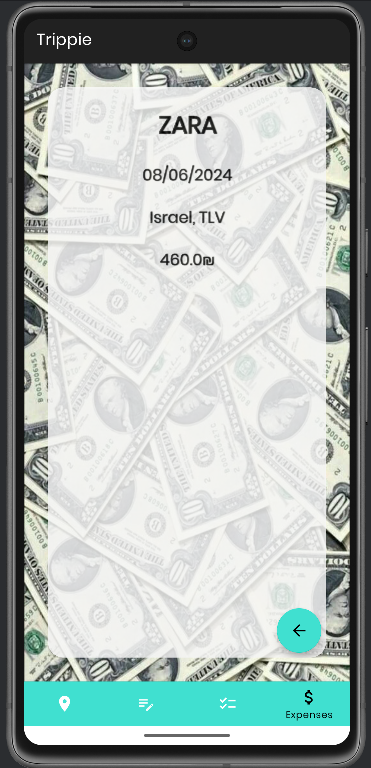 Trippie
ZARA
08/06/2024
Israel, TLV
460.0₪
Expenses